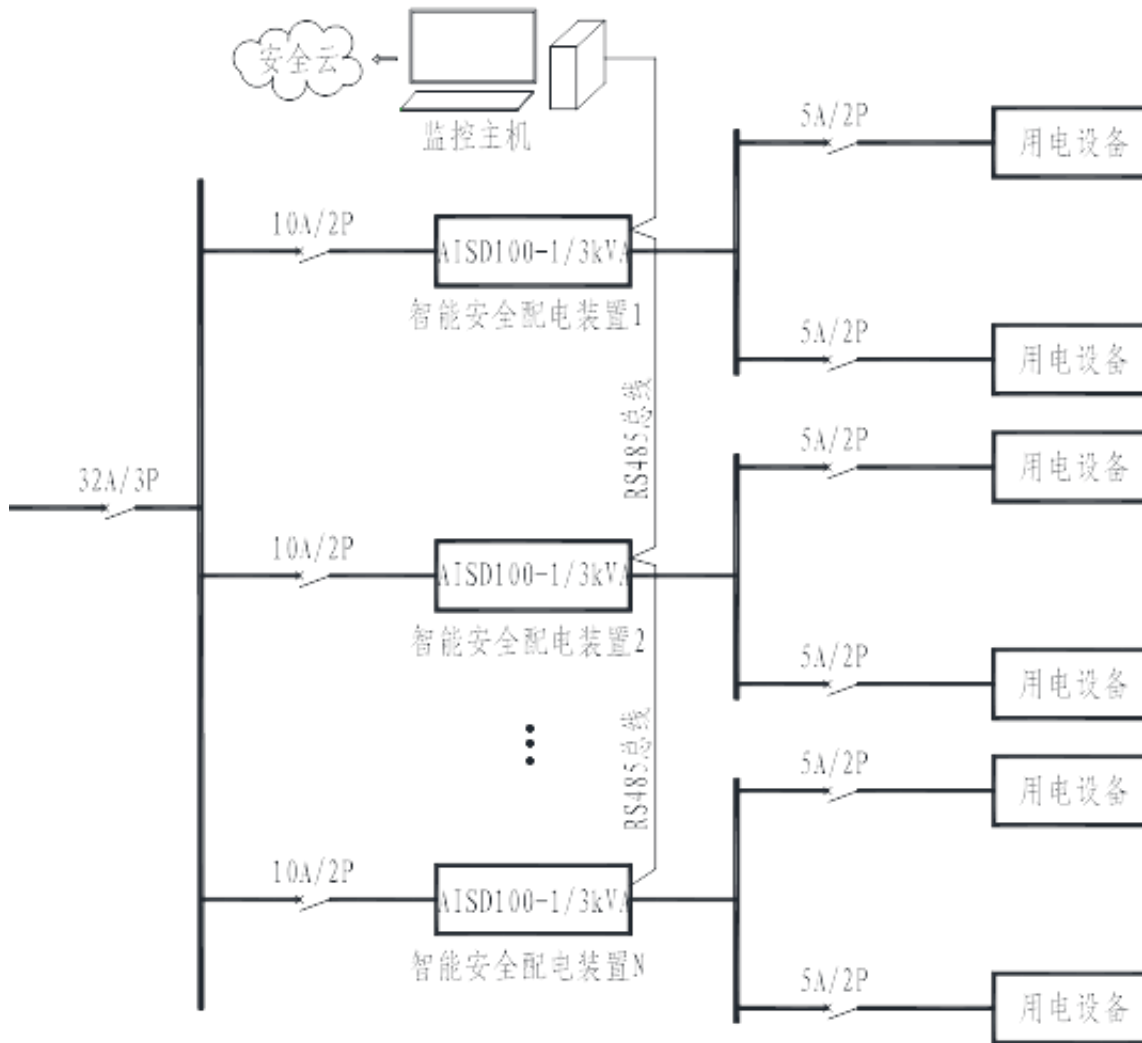 安全云
监控主机
5A/2P
用电设备
10A/2P
AISD100-1/3kVA
智能安全配电装置1
5A/2P
用电设备
RS485总线
5A/2P
用电设备
32A/3P
10A/2P
AISD100-1/3kVA
智能安全配电装置2
5A/2P
用电设备
RS485总线
5A/2P
用电设备
10A/2P
AISD100-1/3kVA
智能安全配电装置N
5A/2P
用电设备